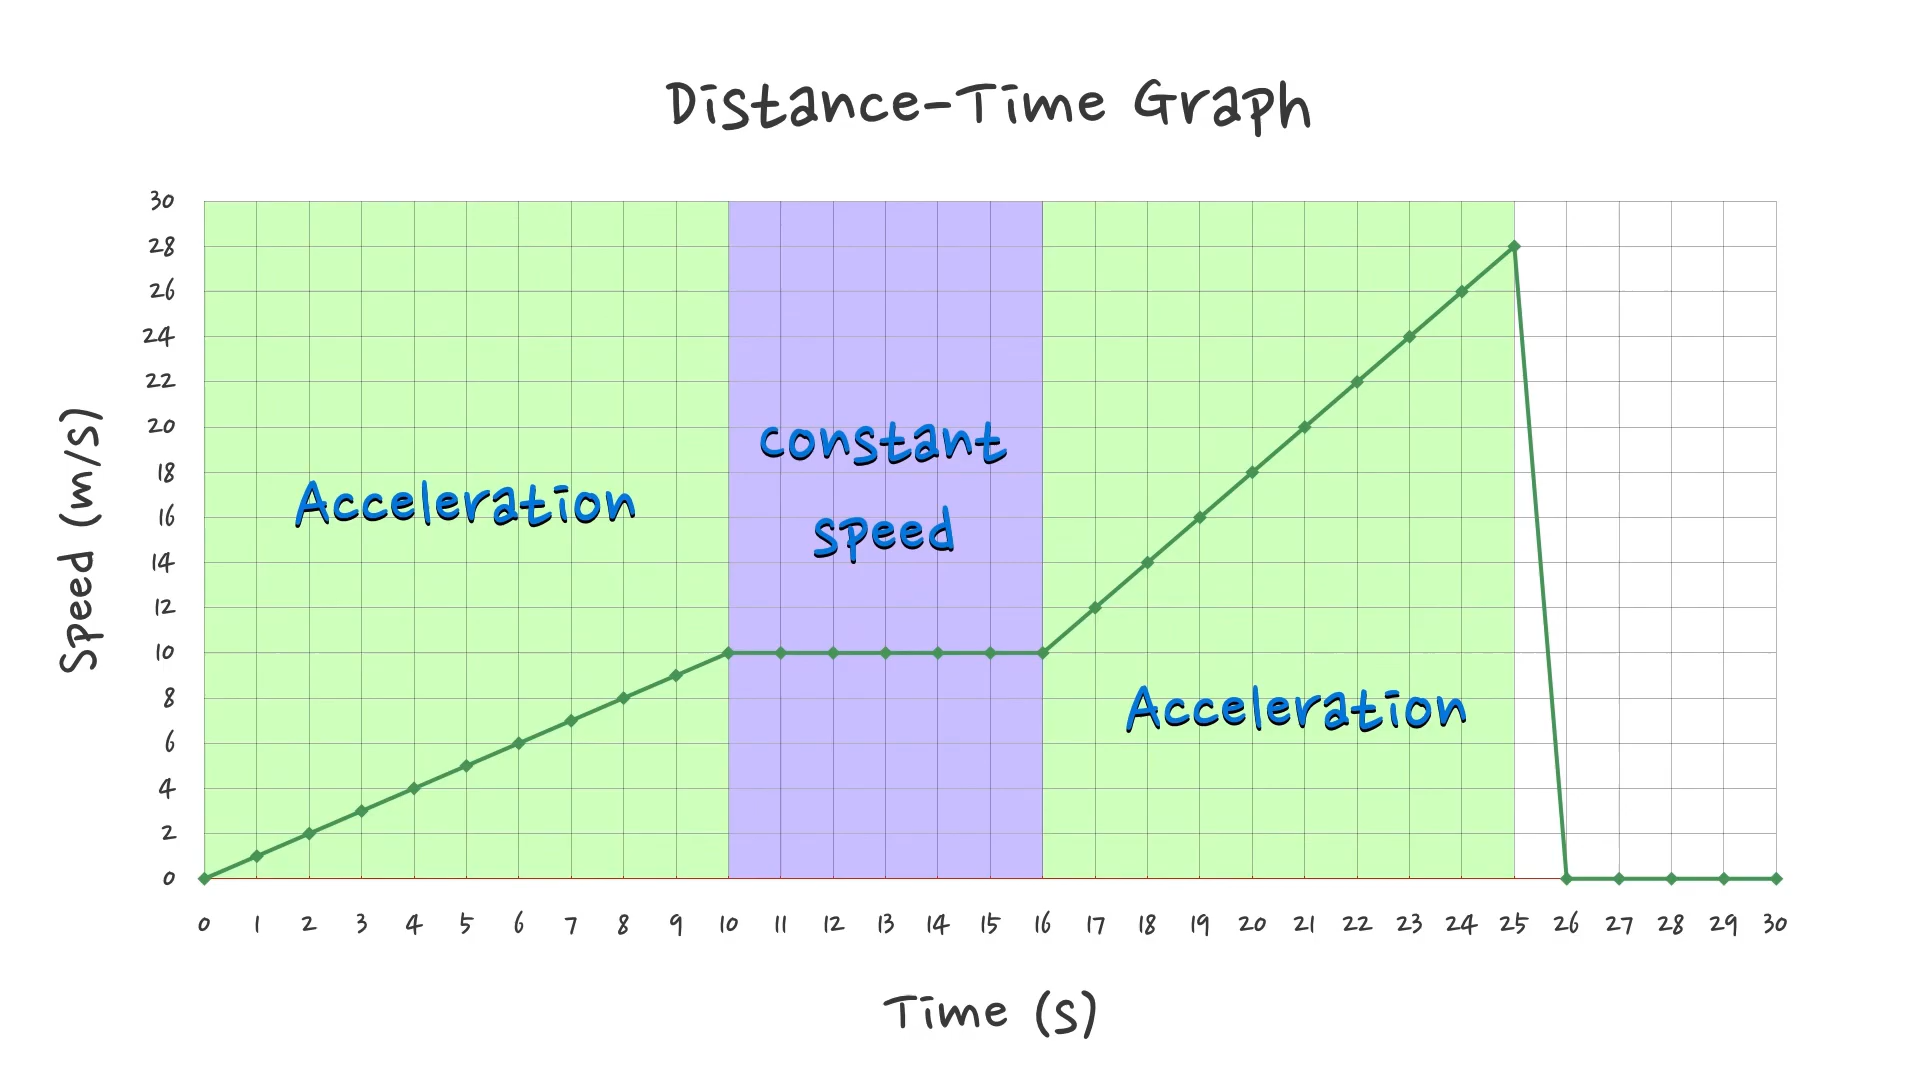 Distance-Time Graph
30
28
26
24
22
20
18
16
14
12
10
8
6
4
2
0
Speed (m/s)
constant
speed
Acceleration
Acceleration
0 1 2 3 4 5 6 7 8 9 10 11 12 13 14 15 16 17 18 19 20 21 22 23 24 25 26 27 28 29 30
Time (s)